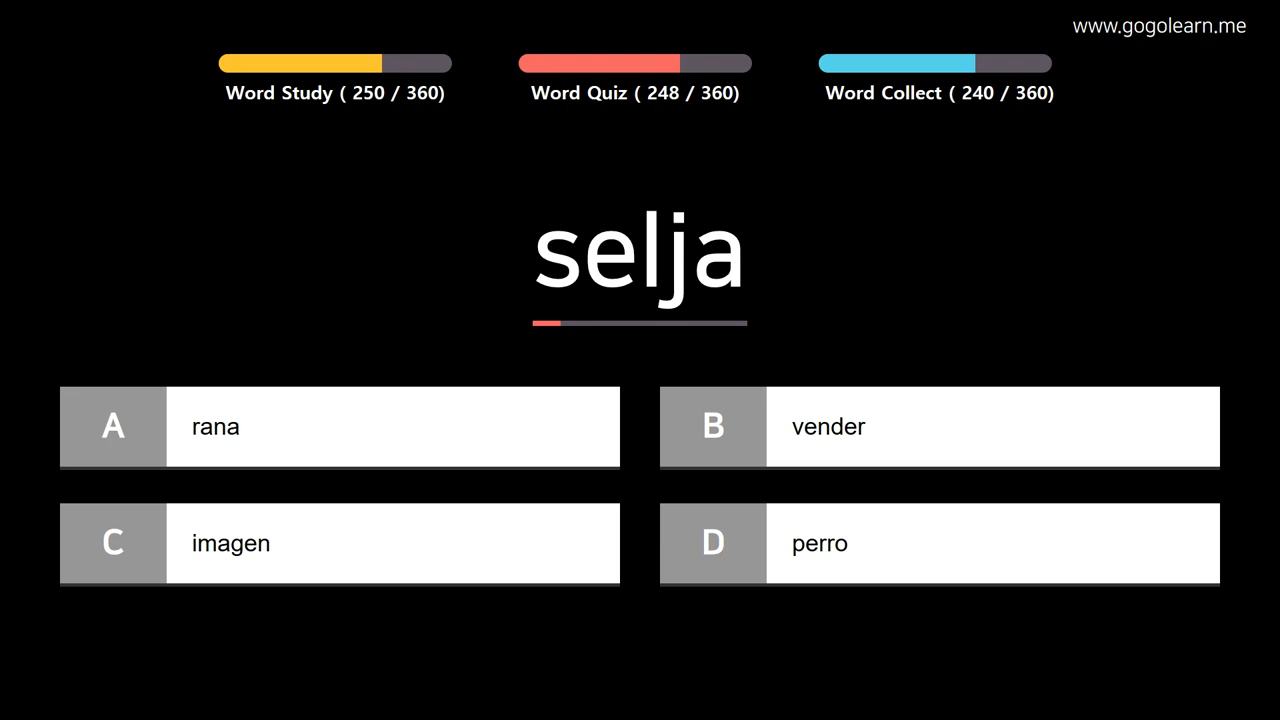 www.gogolearn.me
Word Study ( 250 / 360)
Word Quiz ( 248 / 360)
Word Collect ( 240 / 360)
selja
A rana
B vender
C imagen
D perro